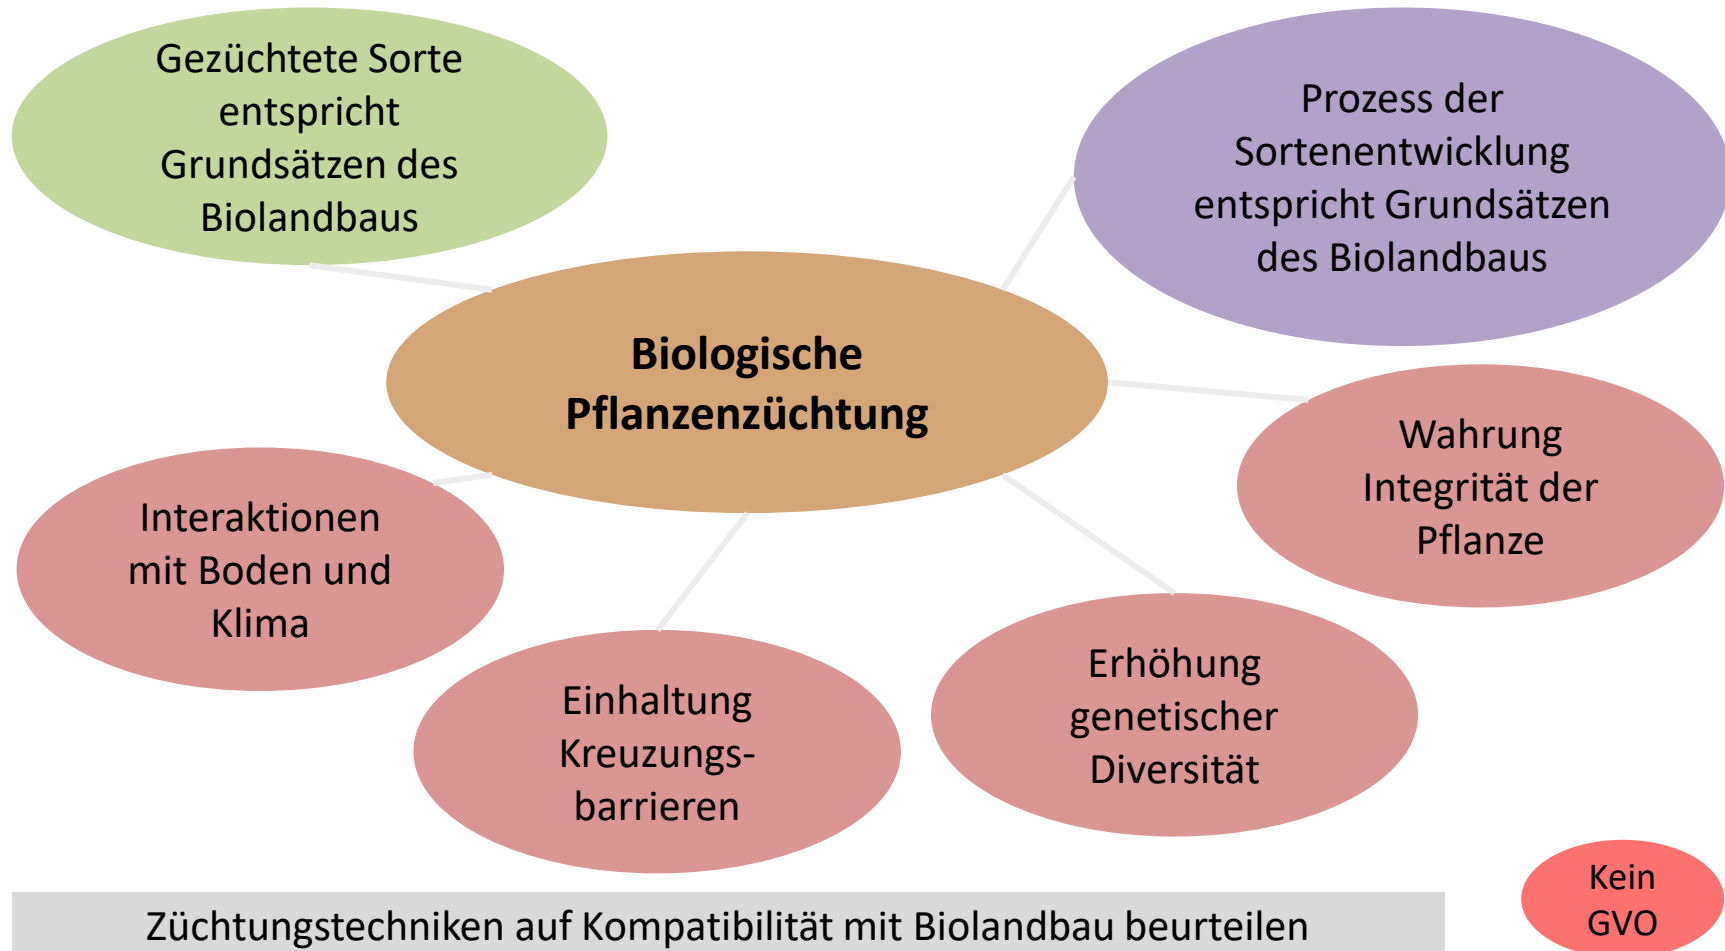 Gezüchtete Sorte
entspricht
Grundsätzen des
Biolandbaus
Prozess der
Sortenentwicklung
entspricht Grundsätzen
des Biolandbaus
Biologische
Pflanzenzüchtung
Wahrung
Integrität der
Pflanze
Interaktionen
mit Boden und
Klima
Einhaltung
Kreuzungs-
barrieren
Erhöhung
genetischer
Diversität
Kein
GVO
Züchtungstechniken auf Kompatibilität mit Biolandbau beurteilen